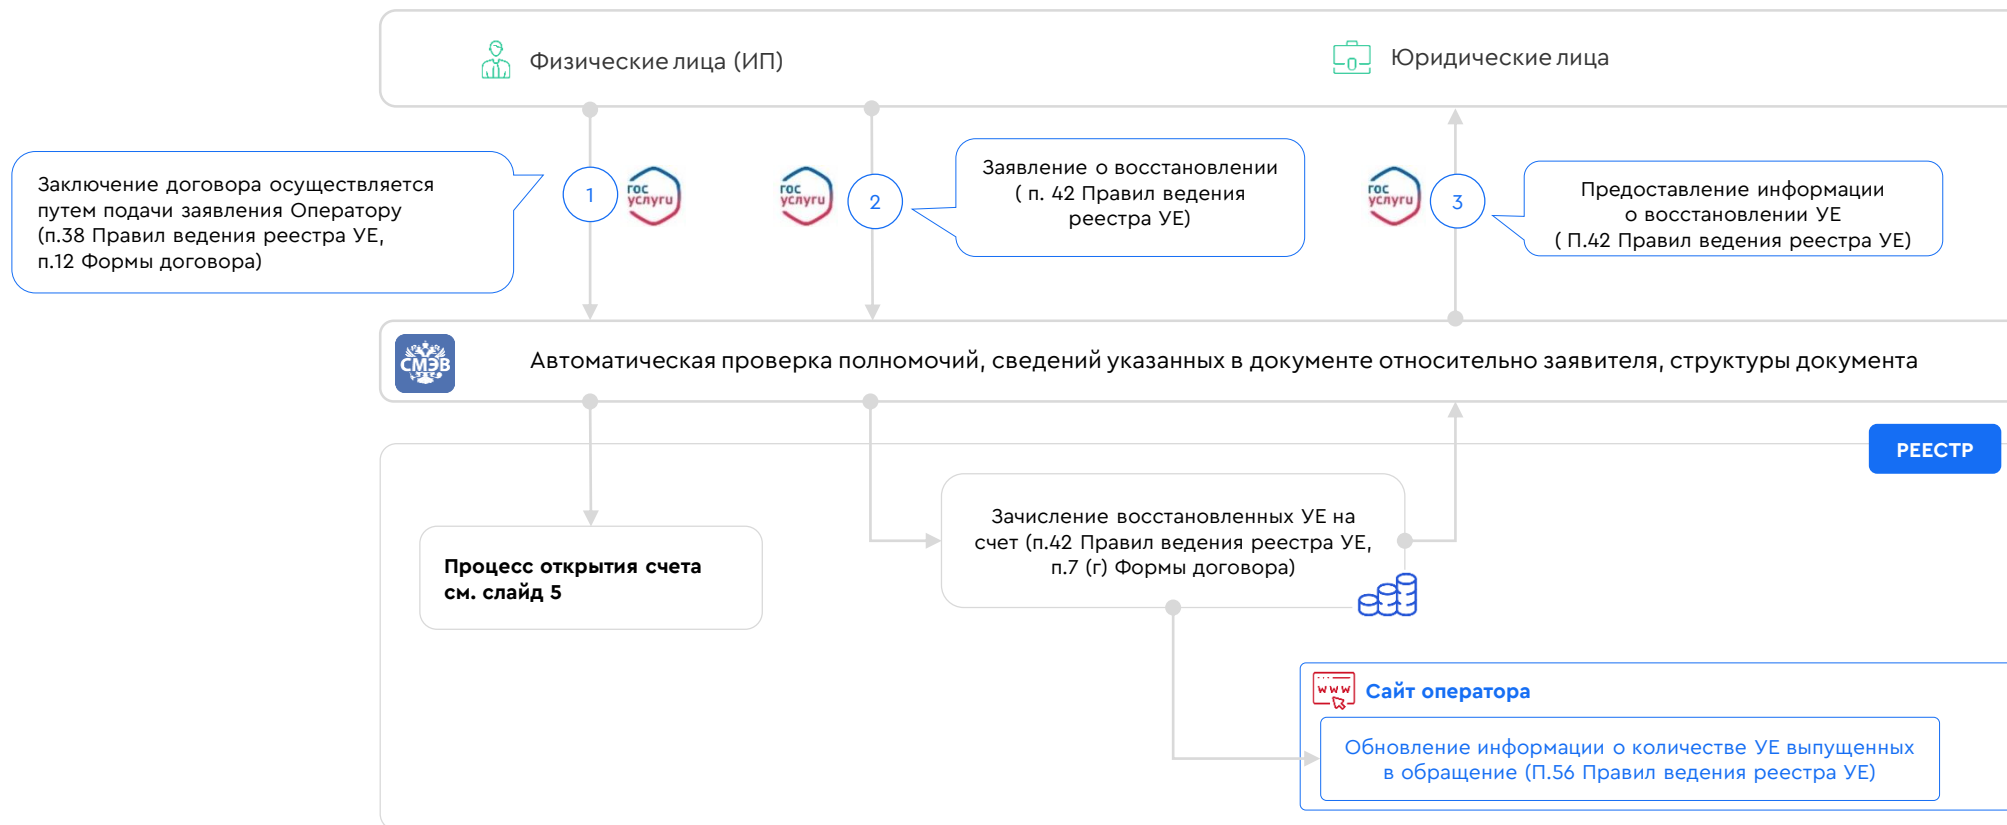 Физические лица (ИП)
Юридические лица
Заключение договора осуществляется
путем подачи заявления Оператору
(п.38 Правил ведения реестра УЕ,
п.12 Формы договора)
1
гос
услуги
гос
услуги
2
Заявление о восстановлении
( п. 42 Правил ведения
реестра УЕ)
гос
услуги
3
Предоставление информации
о восстановлении УЕ
( П.42 Правил ведения реестра УЕ)
СМЭВ
Автоматическая проверка полномочий, сведений указанных в документе относительно заявителя, структуры документа
РЕЕСТР
Процесс открытия счета
см. слайд 5
Зачисление восстановленных УЕ на
счет (п.42 Правил ведения реестра УЕ,
п.7 (г) Формы договора)
www
Сайт оператора
Обновление информации о количестве УЕ выпущенных
в обращение (П.56 Правил ведения реестра УЕ)